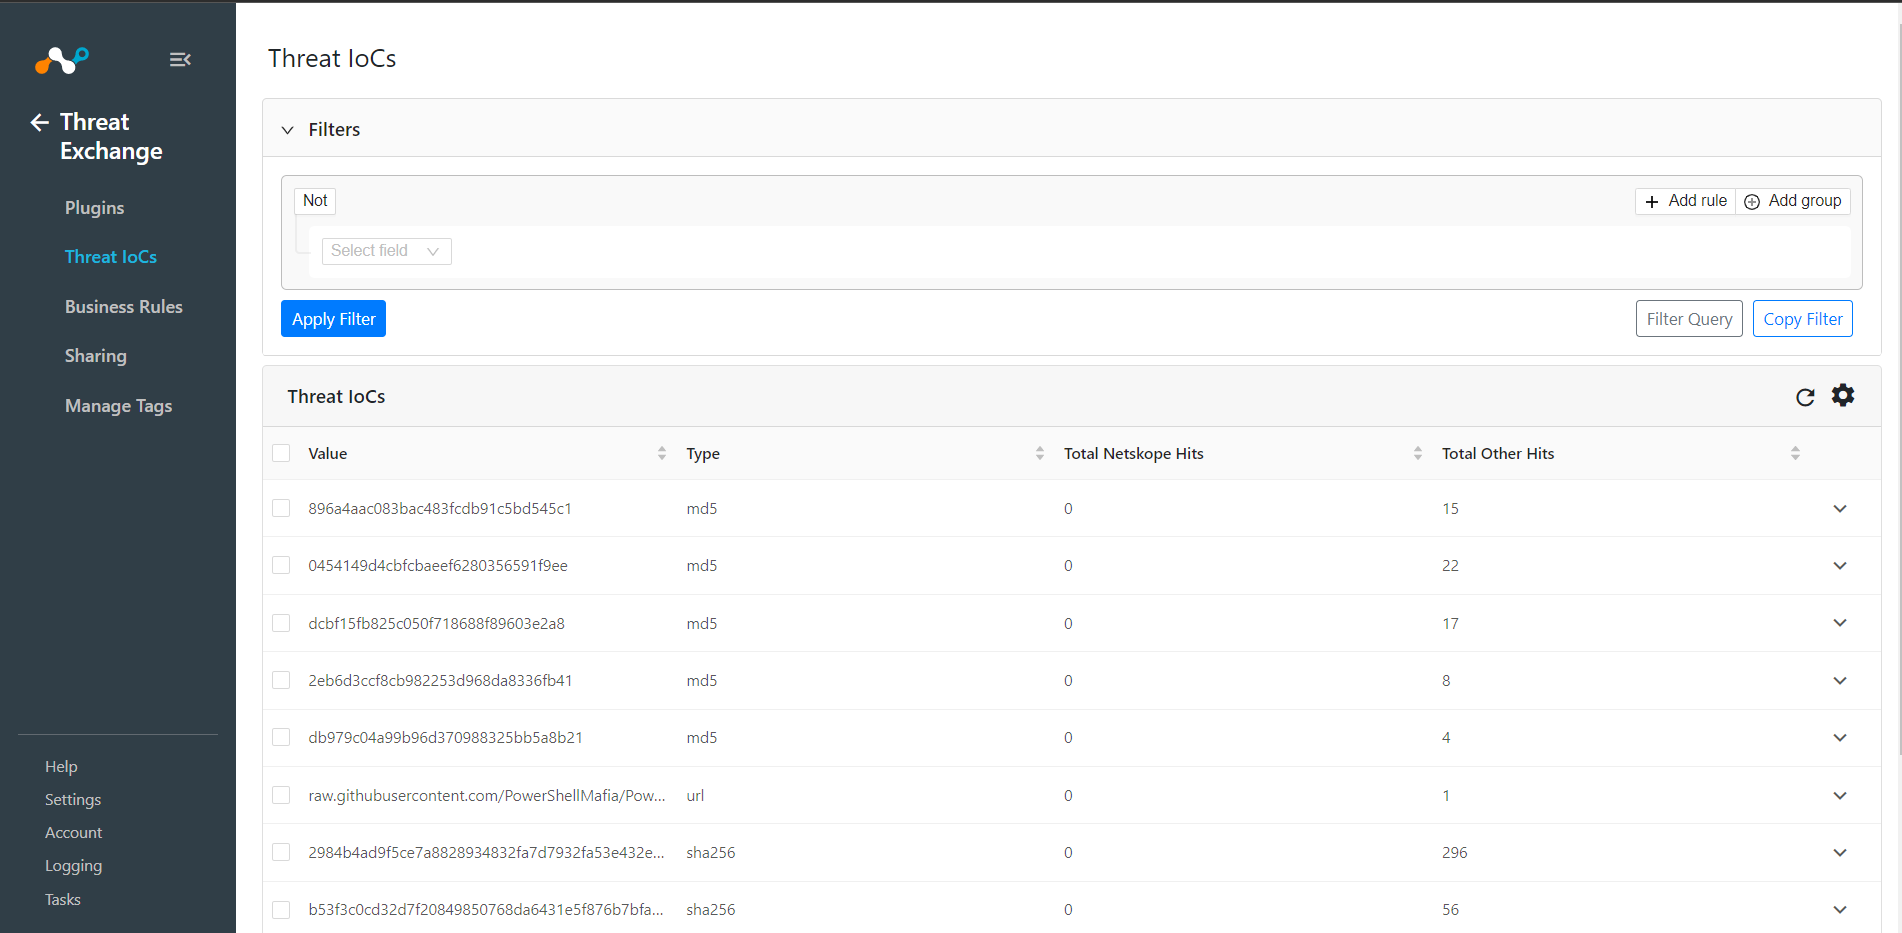 Threat IoCs
Threat
Exchange
Plugins
Threat IoCs
Business Rules
Sharing
Manage Tags
Help
Settings
Account
Logging
Tasks
Filters
Not
Add rule Add group
Select field
Apply Filter Filter Query Copy Filter
Threat IoCs
Value Type Total Netskope Hits Total Other Hits
896a4aac083bac483fcdb91c5bd545c1 md5 0 15
0454149d4cbfcbaeef6280356591f9ee md5 0 22
dcbf15fb825c050f718688f89603e2a8 md5 0 17
2eb6d3ccf8cb982253d968da8336fb41 md5 0 8
db979c04a99b96d370988325bb5a8b21 md5 0 4
raw.githubusercontent.com/PowerShellMafia/Pow... url 0 1
2984b4ad9f5ce7a8828934832fa7d7932fa53e432e... sha256 0 296
b53f3c0cd32d7f20849850768da6431e5f876b7bfa... sha256 0 56